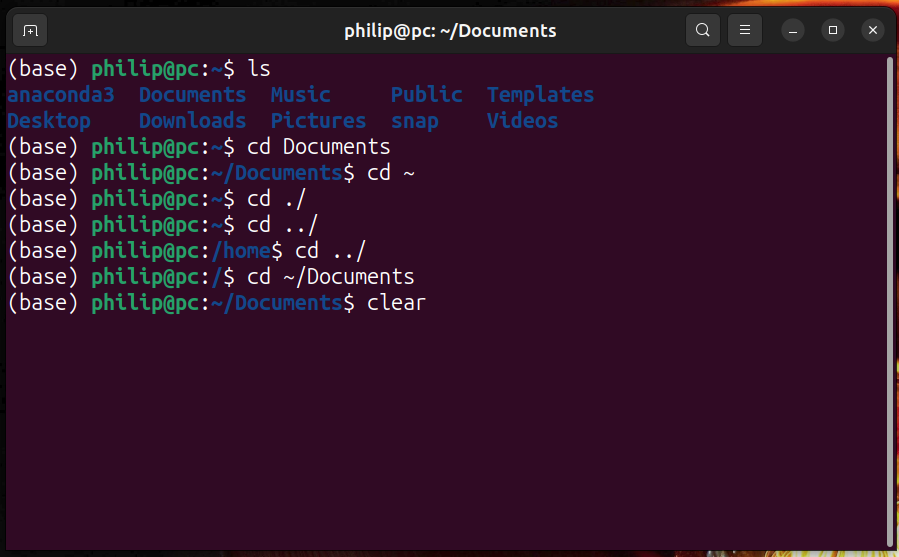 philip@pc: ~/Documents
(base) philip@pc:~$ ls
anaconda3  Documents  Music     Public  Templates
Desktop    Downloads  Pictures  snap    Videos
(base) philip@pc:~$ cd Documents
(base) philip@pc:~/Documents$ cd ~
(base) philip@pc:~$ cd ./
(base) philip@pc:~$ cd ../
(base) philip@pc:/home$ cd ../
(base) philip@pc:/$ cd ~/Documents
(base) philip@pc:~/Documents$ clear